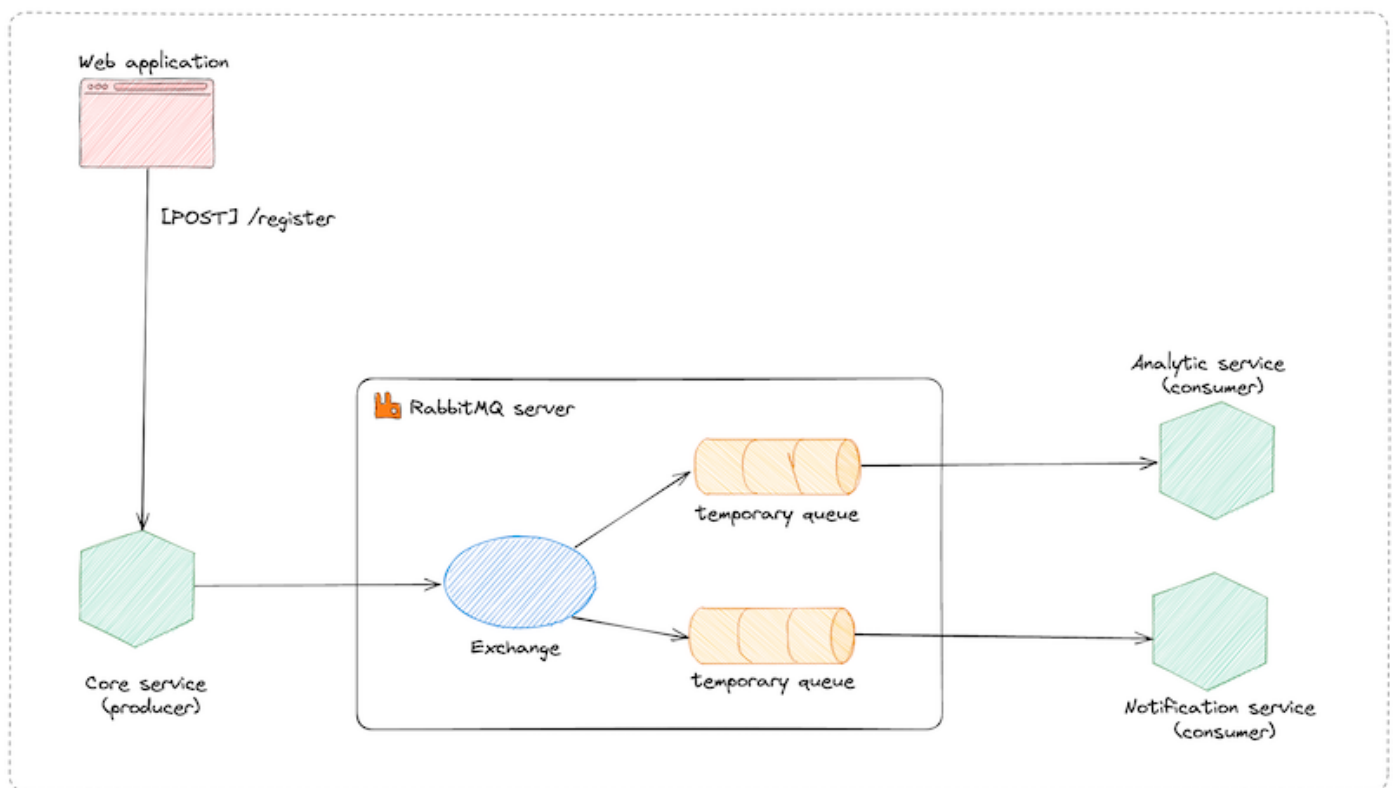 Web application
[POST] /register
Analytic service
(consumer)
RabbitMQ server
temporary queue
Exchange
temporary queue
Core service
(producer)
Notification service
(consumer)